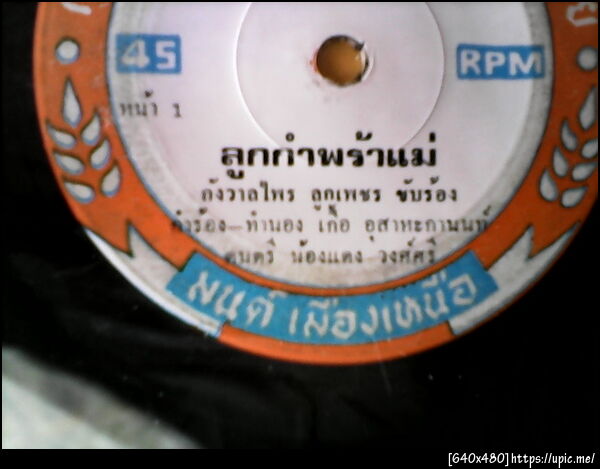 45 RPM
หน้า 1
ลูกกำพร้าแม่
กังวาลไพร ลูกเพชร ขับร้อง
คำร้อง-ทำนอง เกื้อ อุสาหะกานนท์
ดนตรี น้องแดง วงศ์ศรี
มนต์เมืองเหนือ
[640x480]https://upic.me/